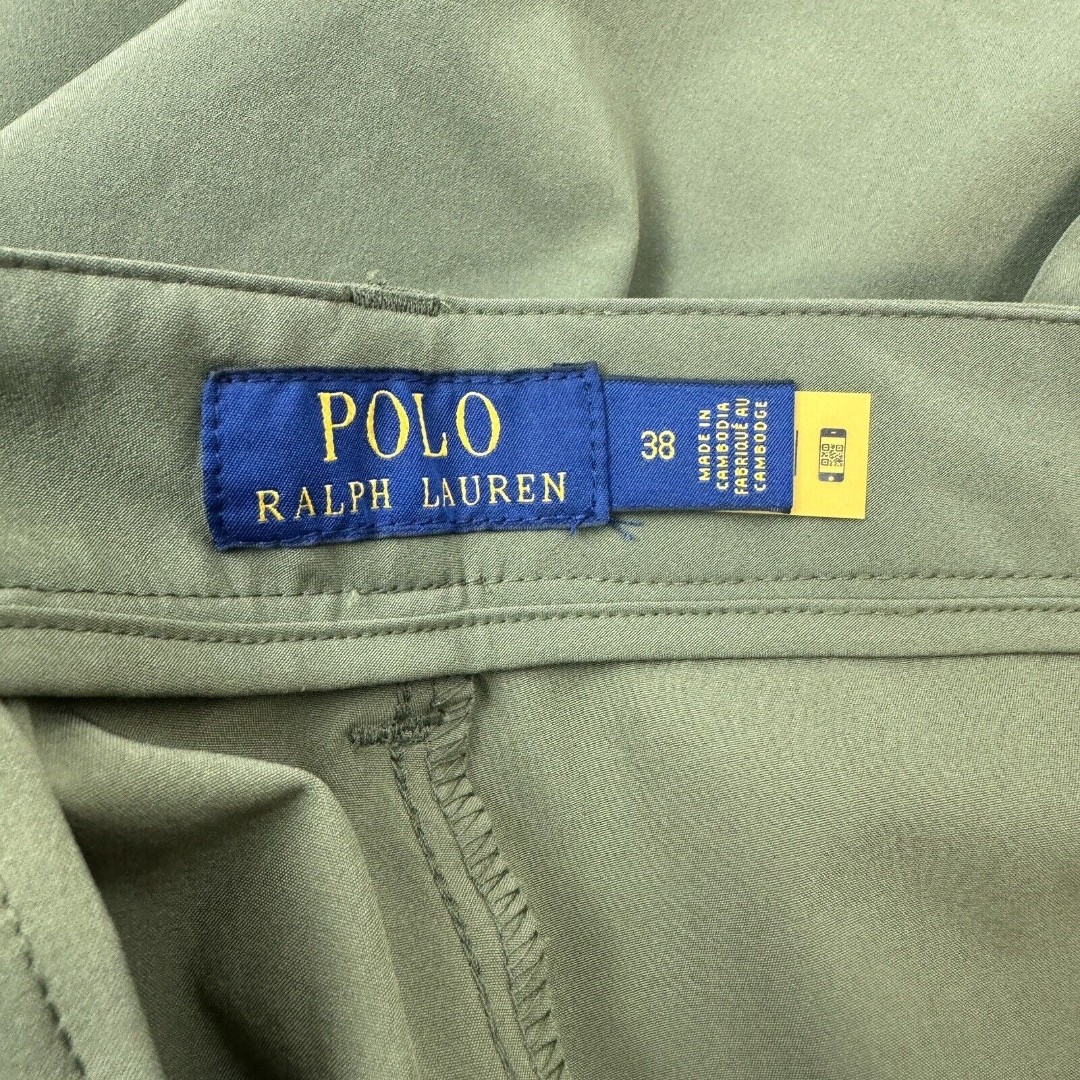 POLO
RALPH LAUREN
38
MADE IN
CAMBODIA
FABRIQUÉ AU
CAMBODGE